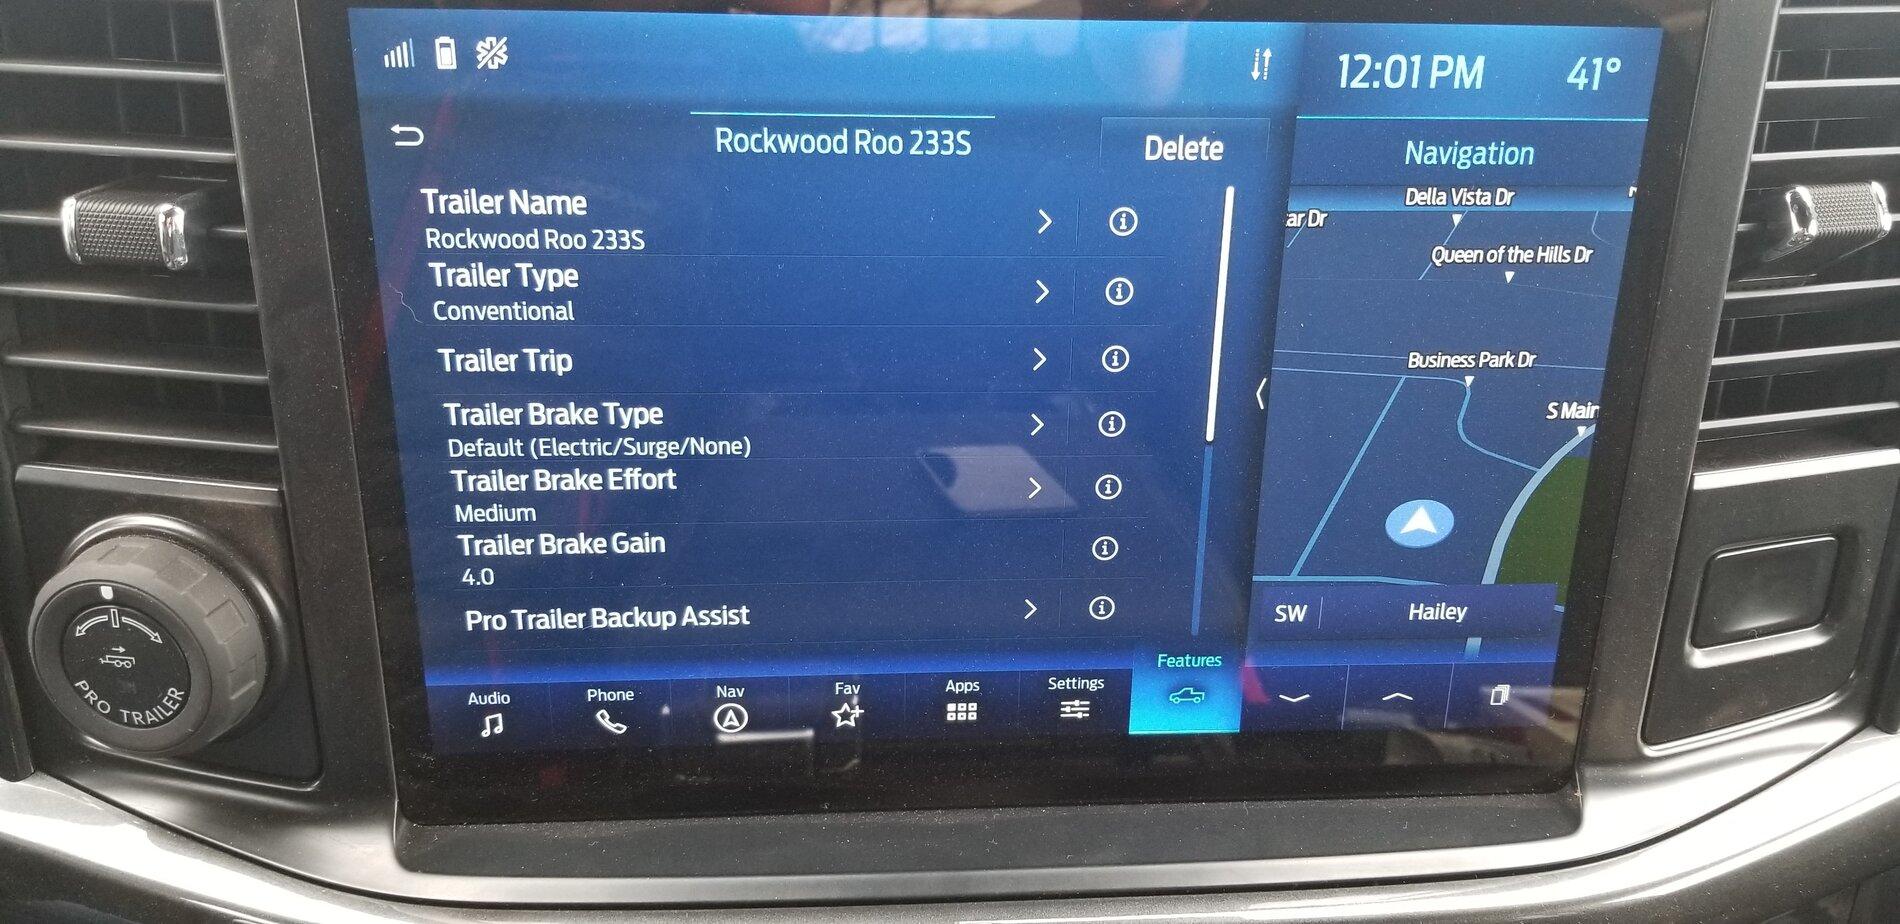 12:01 PM
41°
Rockwood Roo 233S
Delete
Navigation
Trailer Name
Rockwood Roo 233S
Trailer Type
Conventional
Trailer Trip
Trailer Brake Type
Default (Electric/Surge/None)
Trailer Brake Effort
Medium
Trailer Brake Gain
4.0
Pro Trailer Backup Assist
Della Vista Dr
ar Dr
Queen of the Hills Dr
Business Park Dr
S Main
SW
Hailey
Audio
Phone
Nav
Fav
Apps
Settings
Features
PRO TRAILER